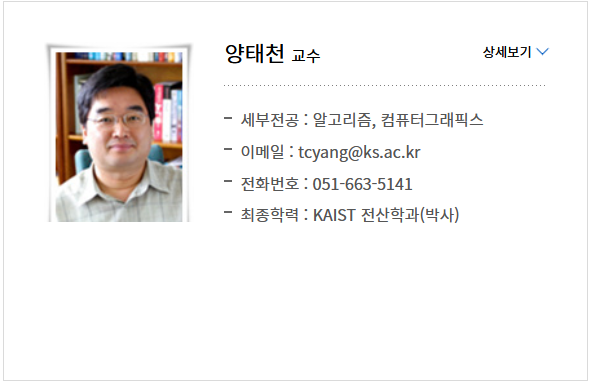 양태천 교수
상세보기
- 세부전공 : 알고리즘, 컴퓨터그래픽스
- 이메일 : tcyang@ks.ac.kr
- 전화번호 : 051-663-5141
- 최종학력 : KAIST 전산학과(박사)